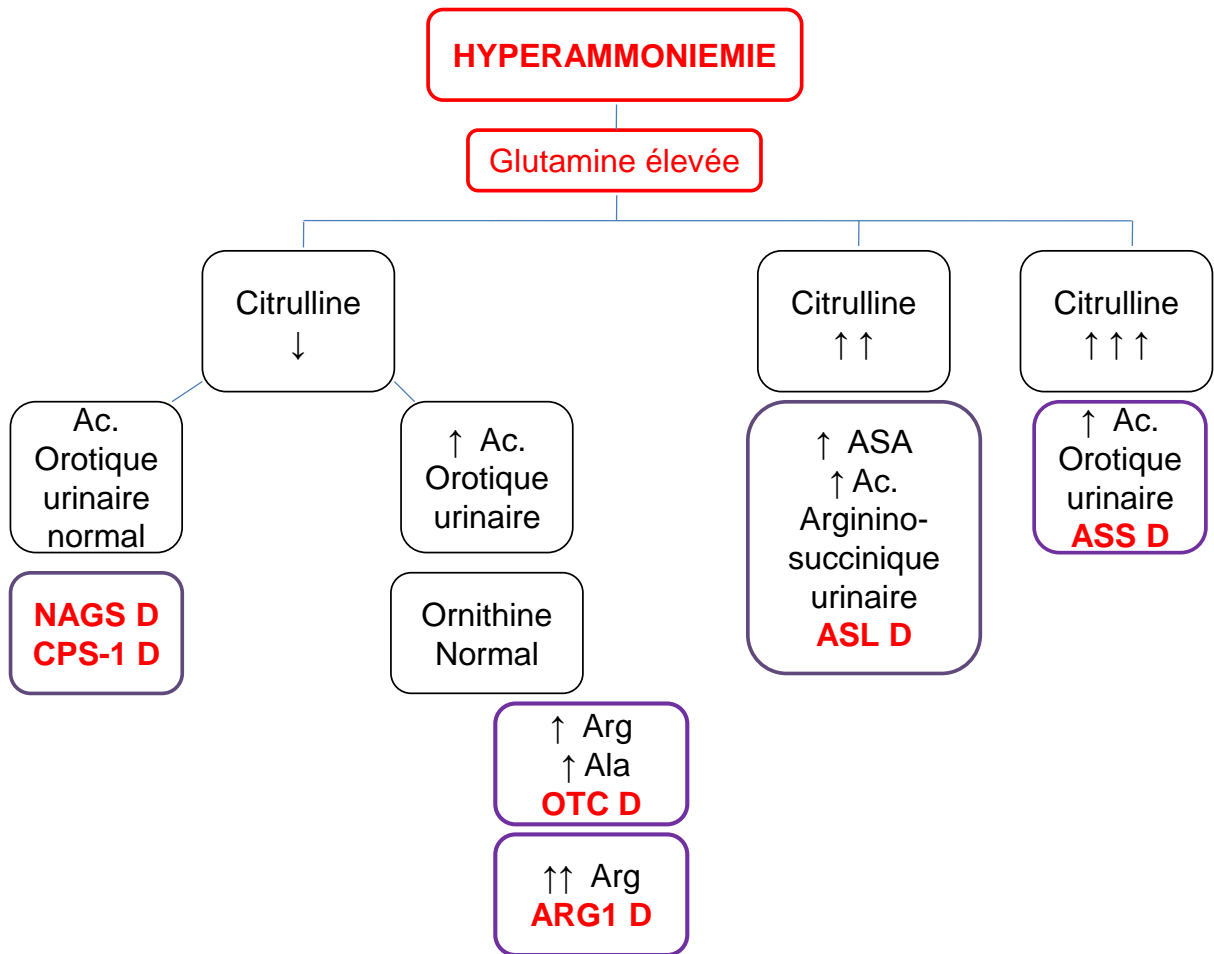 HYPERAMMONIEMIE
Glutamine élevée
Citrulline
↓
Citrulline
↑ ↑
Citrulline
↑ ↑ ↑
Ac.
Orotique
urinaire
normal
↑ Ac.
Orotique
urinaire
↑ ASA
↑ Ac.
Arginino-
succinique
urinaire
ASL D
↑ Ac.
Orotique
urinaire
ASS D
NAGS D
CPS-1 D
Ornithine
Normal
↑ Arg
↑ Ala
OTC D
↑↑ Arg
ARG1 D